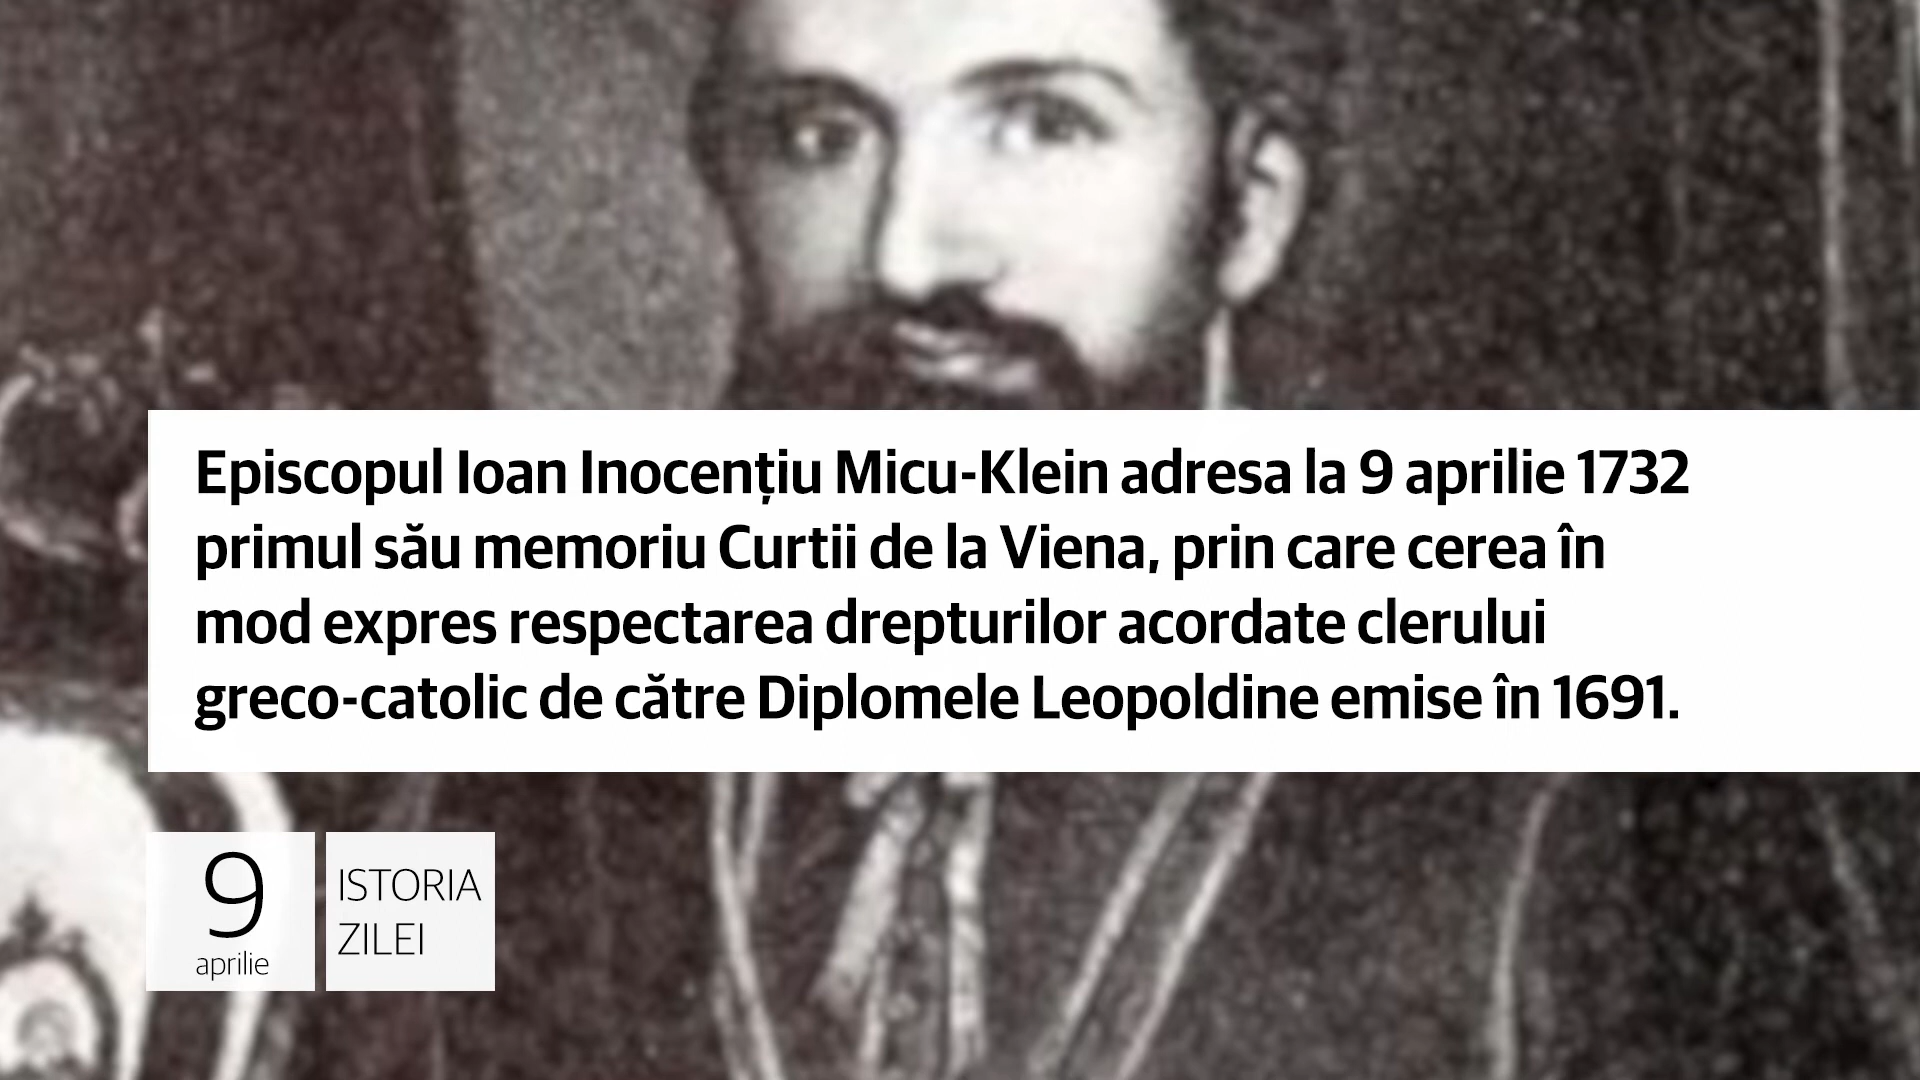 Episcopul Ioan Inocențiu Micu-Klein adresa la 9 aprilie 1732
primul său memoriu Curtii de la Viena, prin care cerea în
mod expres respectarea drepturilor acordate clerului
greco-catolic de către Diplomele Leopoldine emise în 1691.
9
aprilie
ISTORIA
ZILEI